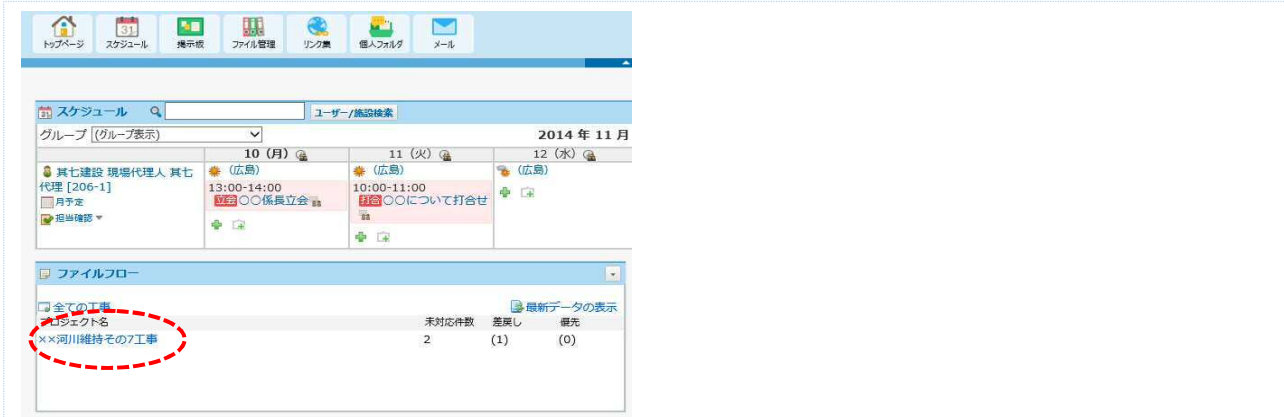 トップページ スケジュール 掲示板 ファイル管理 リンク集 個人フォルダ メール
スケジュール ユーザー/施設検索
グループ (グループ表示) 2014 年 11 月
10 (月) 11 (火) 12 (水)
其七建設 現場代理人 其七代理 [206-1]
月予定
担当確認
(広島)
13:00-14:00
立会 〇〇係長立会
(広島)
10:00-11:00
打合 〇〇について打合せ
(広島)
ファイルフロー
全ての工事 最新データの表示
プロジェクト名 未対応件数 差戻し 優先
××河川維持その7工事 2 (1) (0)